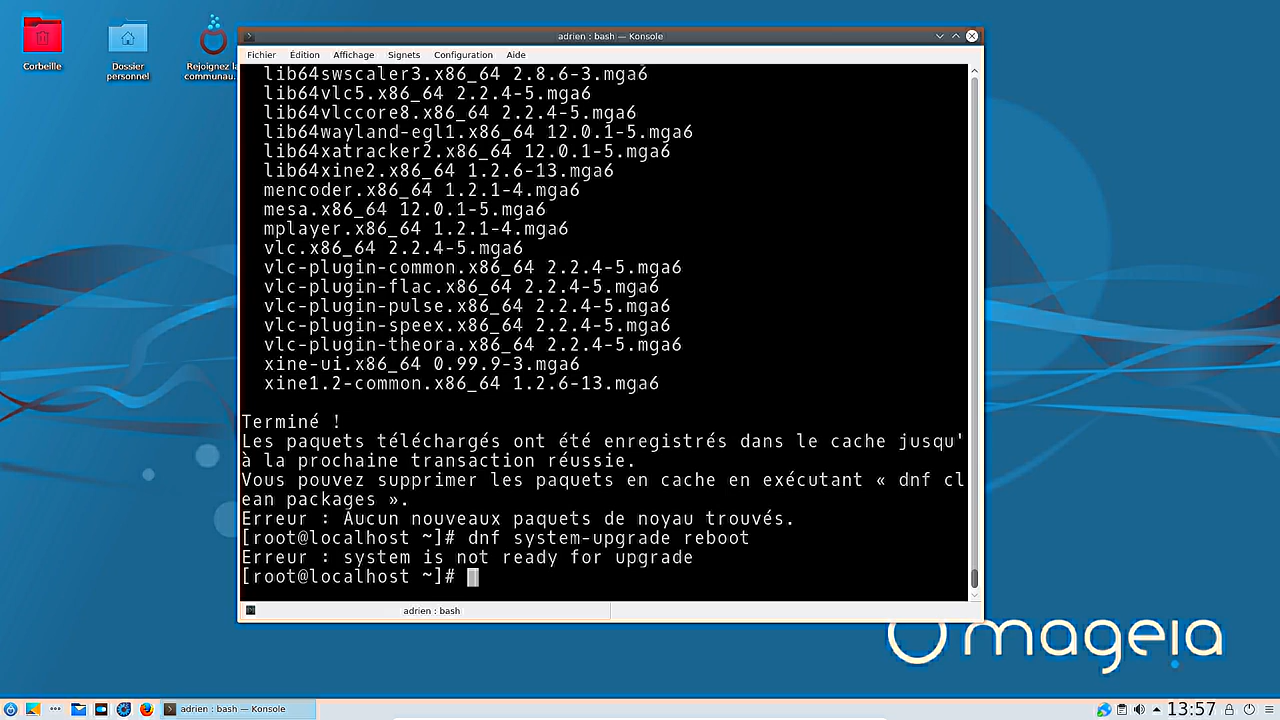 adrien : bash — Konsole
Fichier Édition Affichage Signets Configuration Aide
Corbeille
Dossier
personnel
Rejoignez la
communau...
lib64swscaler3.x86_64 2.8.6-3.mga6
lib64vlc5.x86_64 2.2.4-5.mga6
lib64vlccore8.x86_64 2.2.4-5.mga6
lib64wayland-egl1.x86_64 12.0.1-5.mga6
lib64xatracker2.x86_64 12.0.1-5.mga6
lib64xine2.x86_64 1.2.6-13.mga6
mencoder.x86_64 1.2.1-4.mga6
mesa.x86_64 12.0.1-5.mga6
mplayer.x86_64 1.2.1-4.mga6
vlc.x86_64 2.2.4-5.mga6
vlc-plugin-common.x86_64 2.2.4-5.mga6
vlc-plugin-flac.x86_64 2.2.4-5.mga6
vlc-plugin-pulse.x86_64 2.2.4-5.mga6
vlc-plugin-speex.x86_64 2.2.4-5.mga6
vlc-plugin-theora.x86_64 2.2.4-5.mga6
xine-ui.x86_64 0.99.9-3.mga6
xine1.2-common.x86_64 1.2.6-13.mga6
Terminé !
Les paquets téléchargés ont été enregistrés dans le cache jusqu'
à la prochaine transaction réussie.
Vous pouvez supprimer les paquets en cache en exécutant « dnf cl
ean packages ».
Erreur : Aucun nouveaux paquets de noyau trouvés.
[root@localhost ~]# dnf system-upgrade reboot
Erreur : system is not ready for upgrade
[root@localhost ~]#
adrien : bash
mageia
adrien : bash — Konsole
13:57